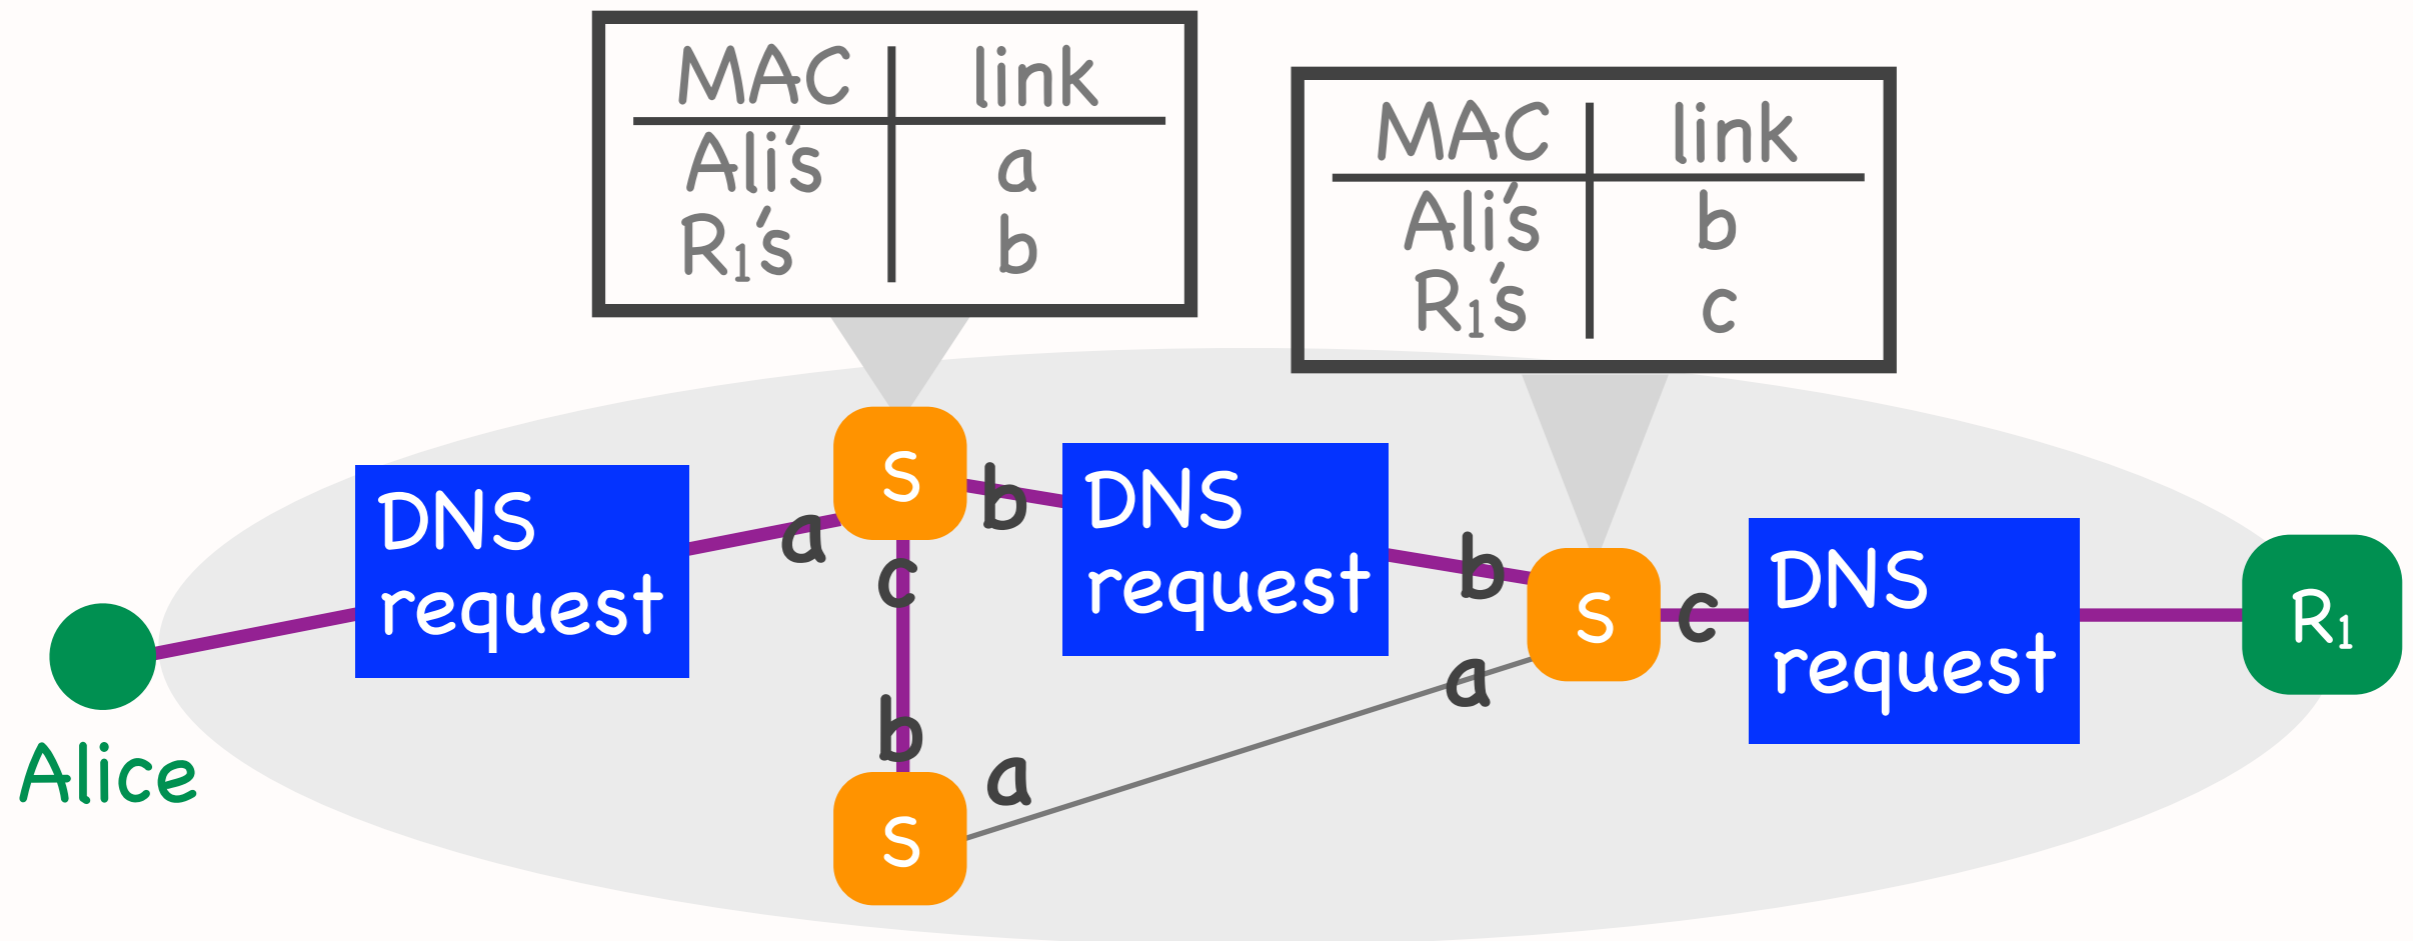 MAC link
Ali's a
R₁'s b
MAC link
Ali's b
R₁'s c
S
b
DNS
request
a
DNS
request
c
b
S
c
DNS
request
R₁
a
b
a
S
Alice